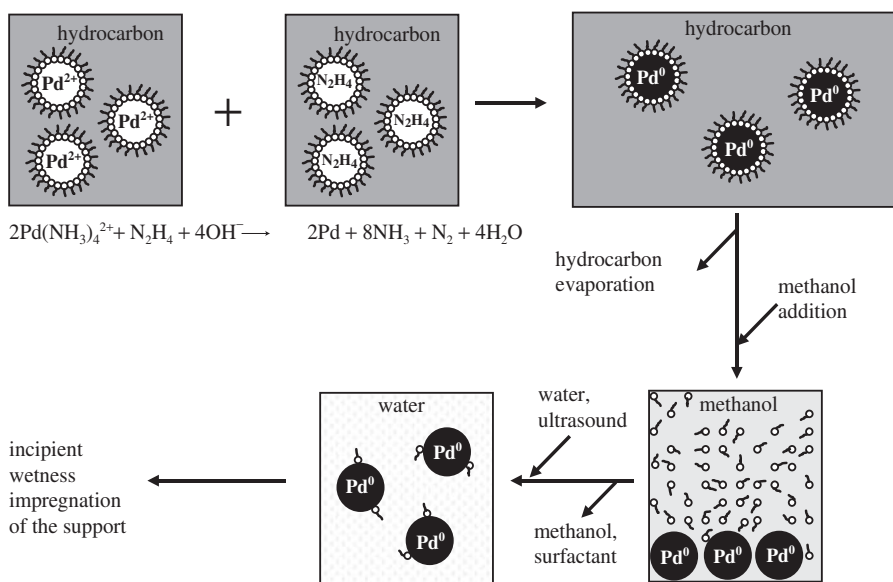 hydrocarbon
Pd²⁺
Pd²⁺
Pd²⁺
+
hydrocarbon
N₂H₄
N₂H₄
N₂H₄
hydrocarbon
Pd⁰
Pd⁰
Pd⁰
2Pd(NH₃)₄²⁺ + N₂H₄ + 4OH⁻ ⟶ 2Pd + 8NH₃ + N₂ + 4H₂O
hydrocarbon
evaporation
methanol
addition
methanol
Pd⁰ Pd⁰ Pd⁰
water,
ultrasound
methanol,
surfactant
water
Pd⁰
Pd⁰
Pd⁰
incipient
wetness
impregnation
of the support